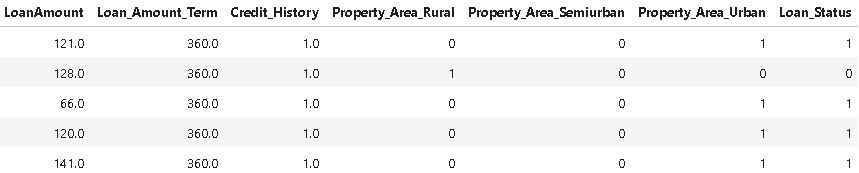 LoanAmount Loan_Amount_Term Credit_History Property_Area_Rural Property_Area_Semiurban Property_Area_Urban Loan_Status
121.0 360.0 1.0 0 0 1 1
128.0 360.0 1.0 1 0 0 0
66.0 360.0 1.0 0 0 1 1
120.0 360.0 1.0 0 0 1 1
141.0 360.0 1.0 0 0 1 1